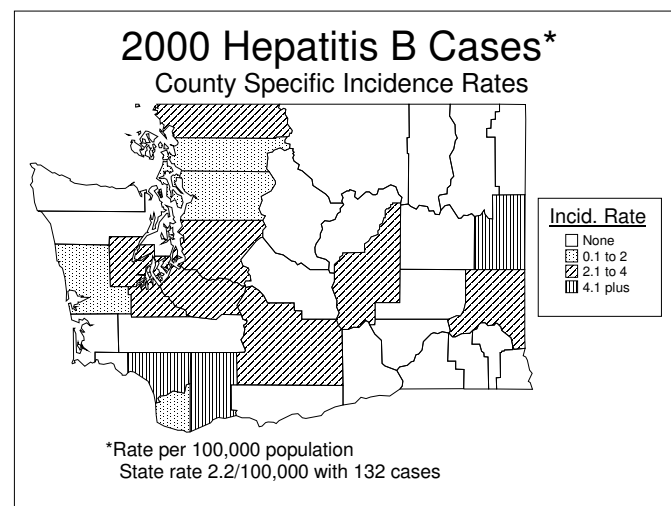 2000 Hepatitis B Cases*
County Specific Incidence Rates
Incid. Rate
None
0.1 to 2
2.1 to 4
4.1 plus
*Rate per 100,000 population
State rate 2.2/100,000 with 132 cases